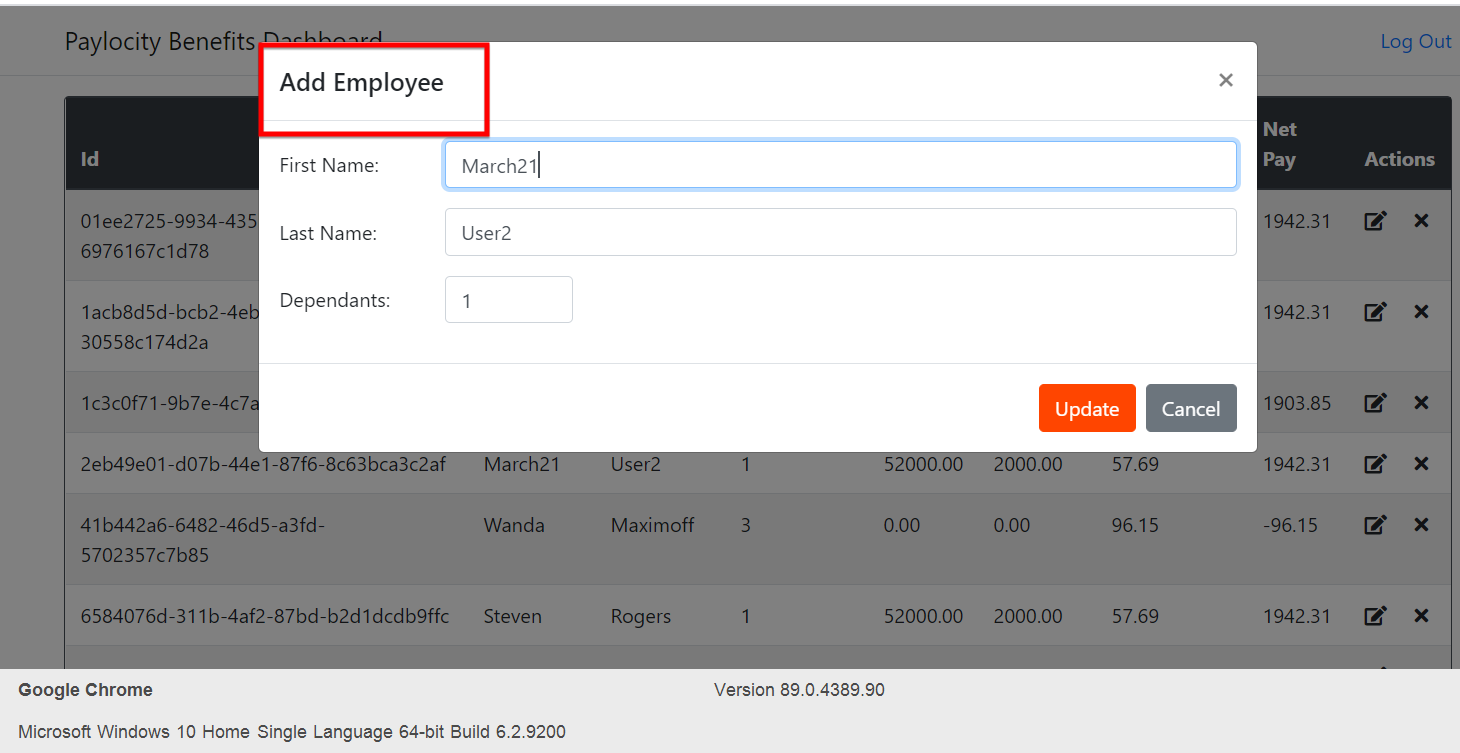 Paylocity Benefits Dashboard
Log Out
Add Employee
×
First Name: March21
Last Name: User2
Dependants: 1
Update Cancel
Id Net Pay Actions
01ee2725-9934-435
6976167c1d78 1942.31
1acb8d5d-bcb2-4eb
30558c174d2a 1942.31
1c3c0f71-9b7e-4c7a 1903.85
2eb49e01-d07b-44e1-87f6-8c63bca3c2af March21 User2 1 52000.00 2000.00 57.69 1942.31
41b442a6-6482-46d5-a3fd-
5702357c7b85 Wanda Maximoff 3 0.00 0.00 96.15 -96.15
6584076d-311b-4af2-87bd-b2d1dcdb9ffc Steven Rogers 1 52000.00 2000.00 57.69 1942.31
Google Chrome Version 89.0.4389.90
Microsoft Windows 10 Home Single Language 64-bit Build 6.2.9200